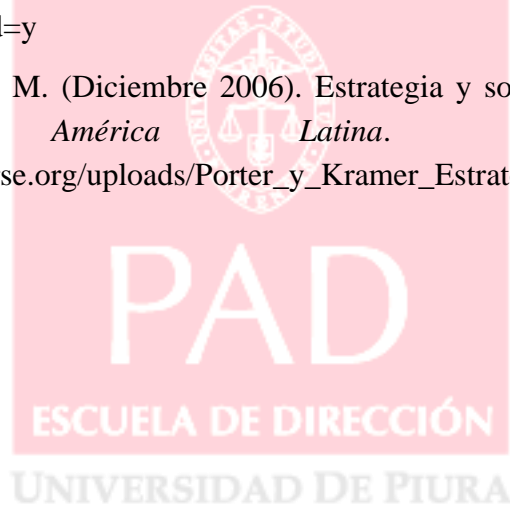 l=y
M. (Diciembre 2006). Estrategia y so
América Latina.
se.org/uploads/Porter_y_Kramer_Estrat
PAD
ESCUELA DE DIRECCIÓN
UNIVERSIDAD DE PIURA